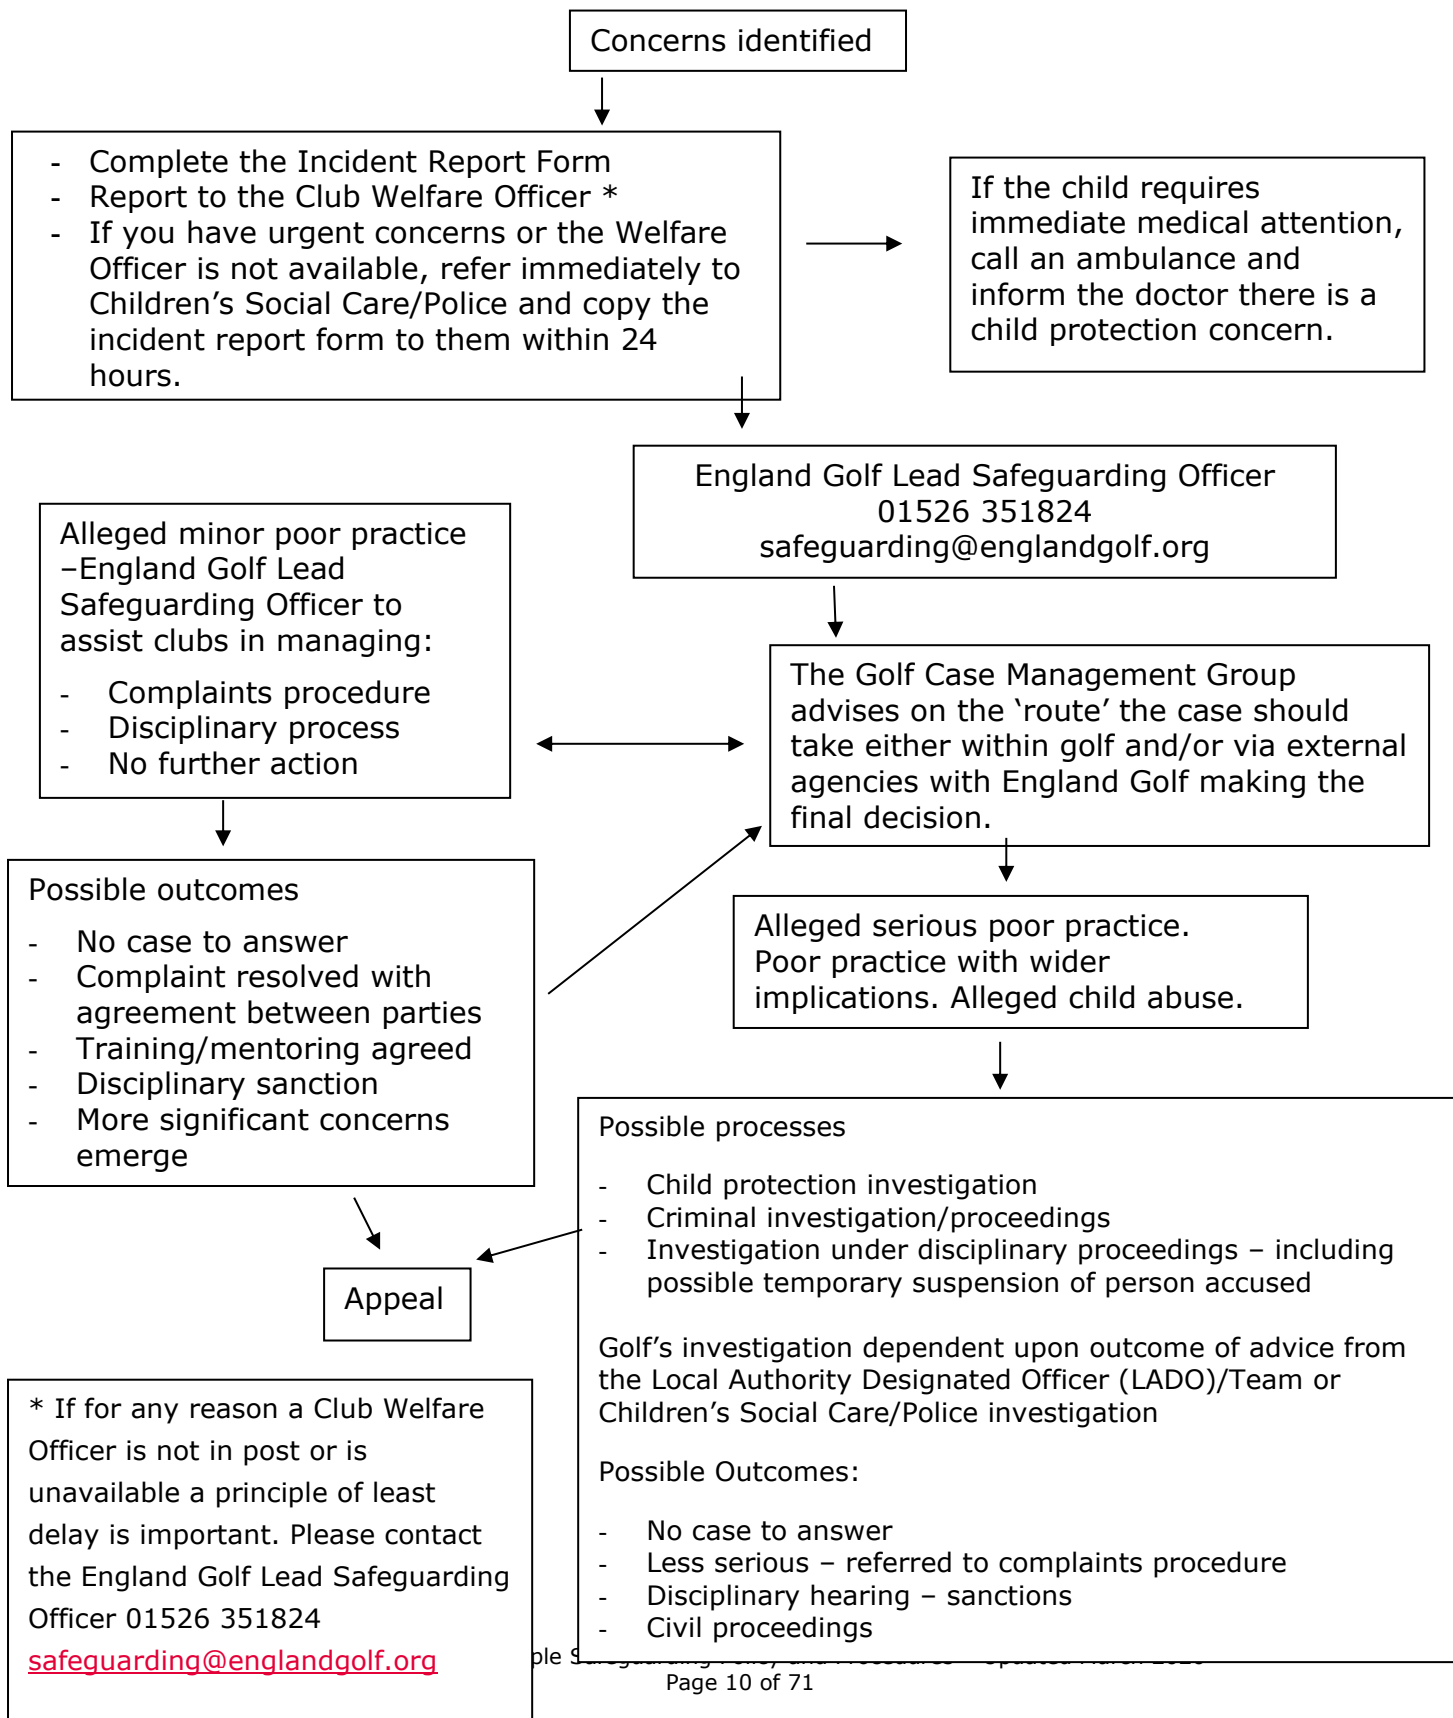 Concerns identified
- Complete the Incident Report Form
- Report to the Club Welfare Officer *
- If you have urgent concerns or the Welfare
Officer is not available, refer immediately to
Children’s Social Care/Police and copy the
incident report form to them within 24
hours.
If the child requires
immediate medical attention,
call an ambulance and
inform the doctor there is a
child protection concern.
England Golf Lead Safeguarding Officer
01526 351824
safeguarding@englandgolf.org
Alleged minor poor practice
–England Golf Lead
Safeguarding Officer to
assist clubs in managing:
- Complaints procedure
- Disciplinary process
- No further action
The Golf Case Management Group
advises on the ‘route’ the case should
take either within golf and/or via external
agencies with England Golf making the
final decision.
Possible outcomes
- No case to answer
- Complaint resolved with
agreement between parties
- Training/mentoring agreed
- Disciplinary sanction
- More significant concerns
emerge
Alleged serious poor practice.
Poor practice with wider
implications. Alleged child abuse.
Possible processes
- Child protection investigation
- Criminal investigation/proceedings
- Investigation under disciplinary proceedings – including
possible temporary suspension of person accused
Golf’s investigation dependent upon outcome of advice from
the Local Authority Designated Officer (LADO)/Team or
Children’s Social Care/Police investigation
Possible Outcomes:
- No case to answer
- Less serious – referred to complaints procedure
- Disciplinary hearing – sanctions
- Civil proceedings
Appeal
* If for any reason a Club Welfare
Officer is not in post or is
unavailable a principle of least
delay is important. Please contact
the England Golf Lead Safeguarding
Officer 01526 351824
safeguarding@englandgolf.org
Page 10 of 71